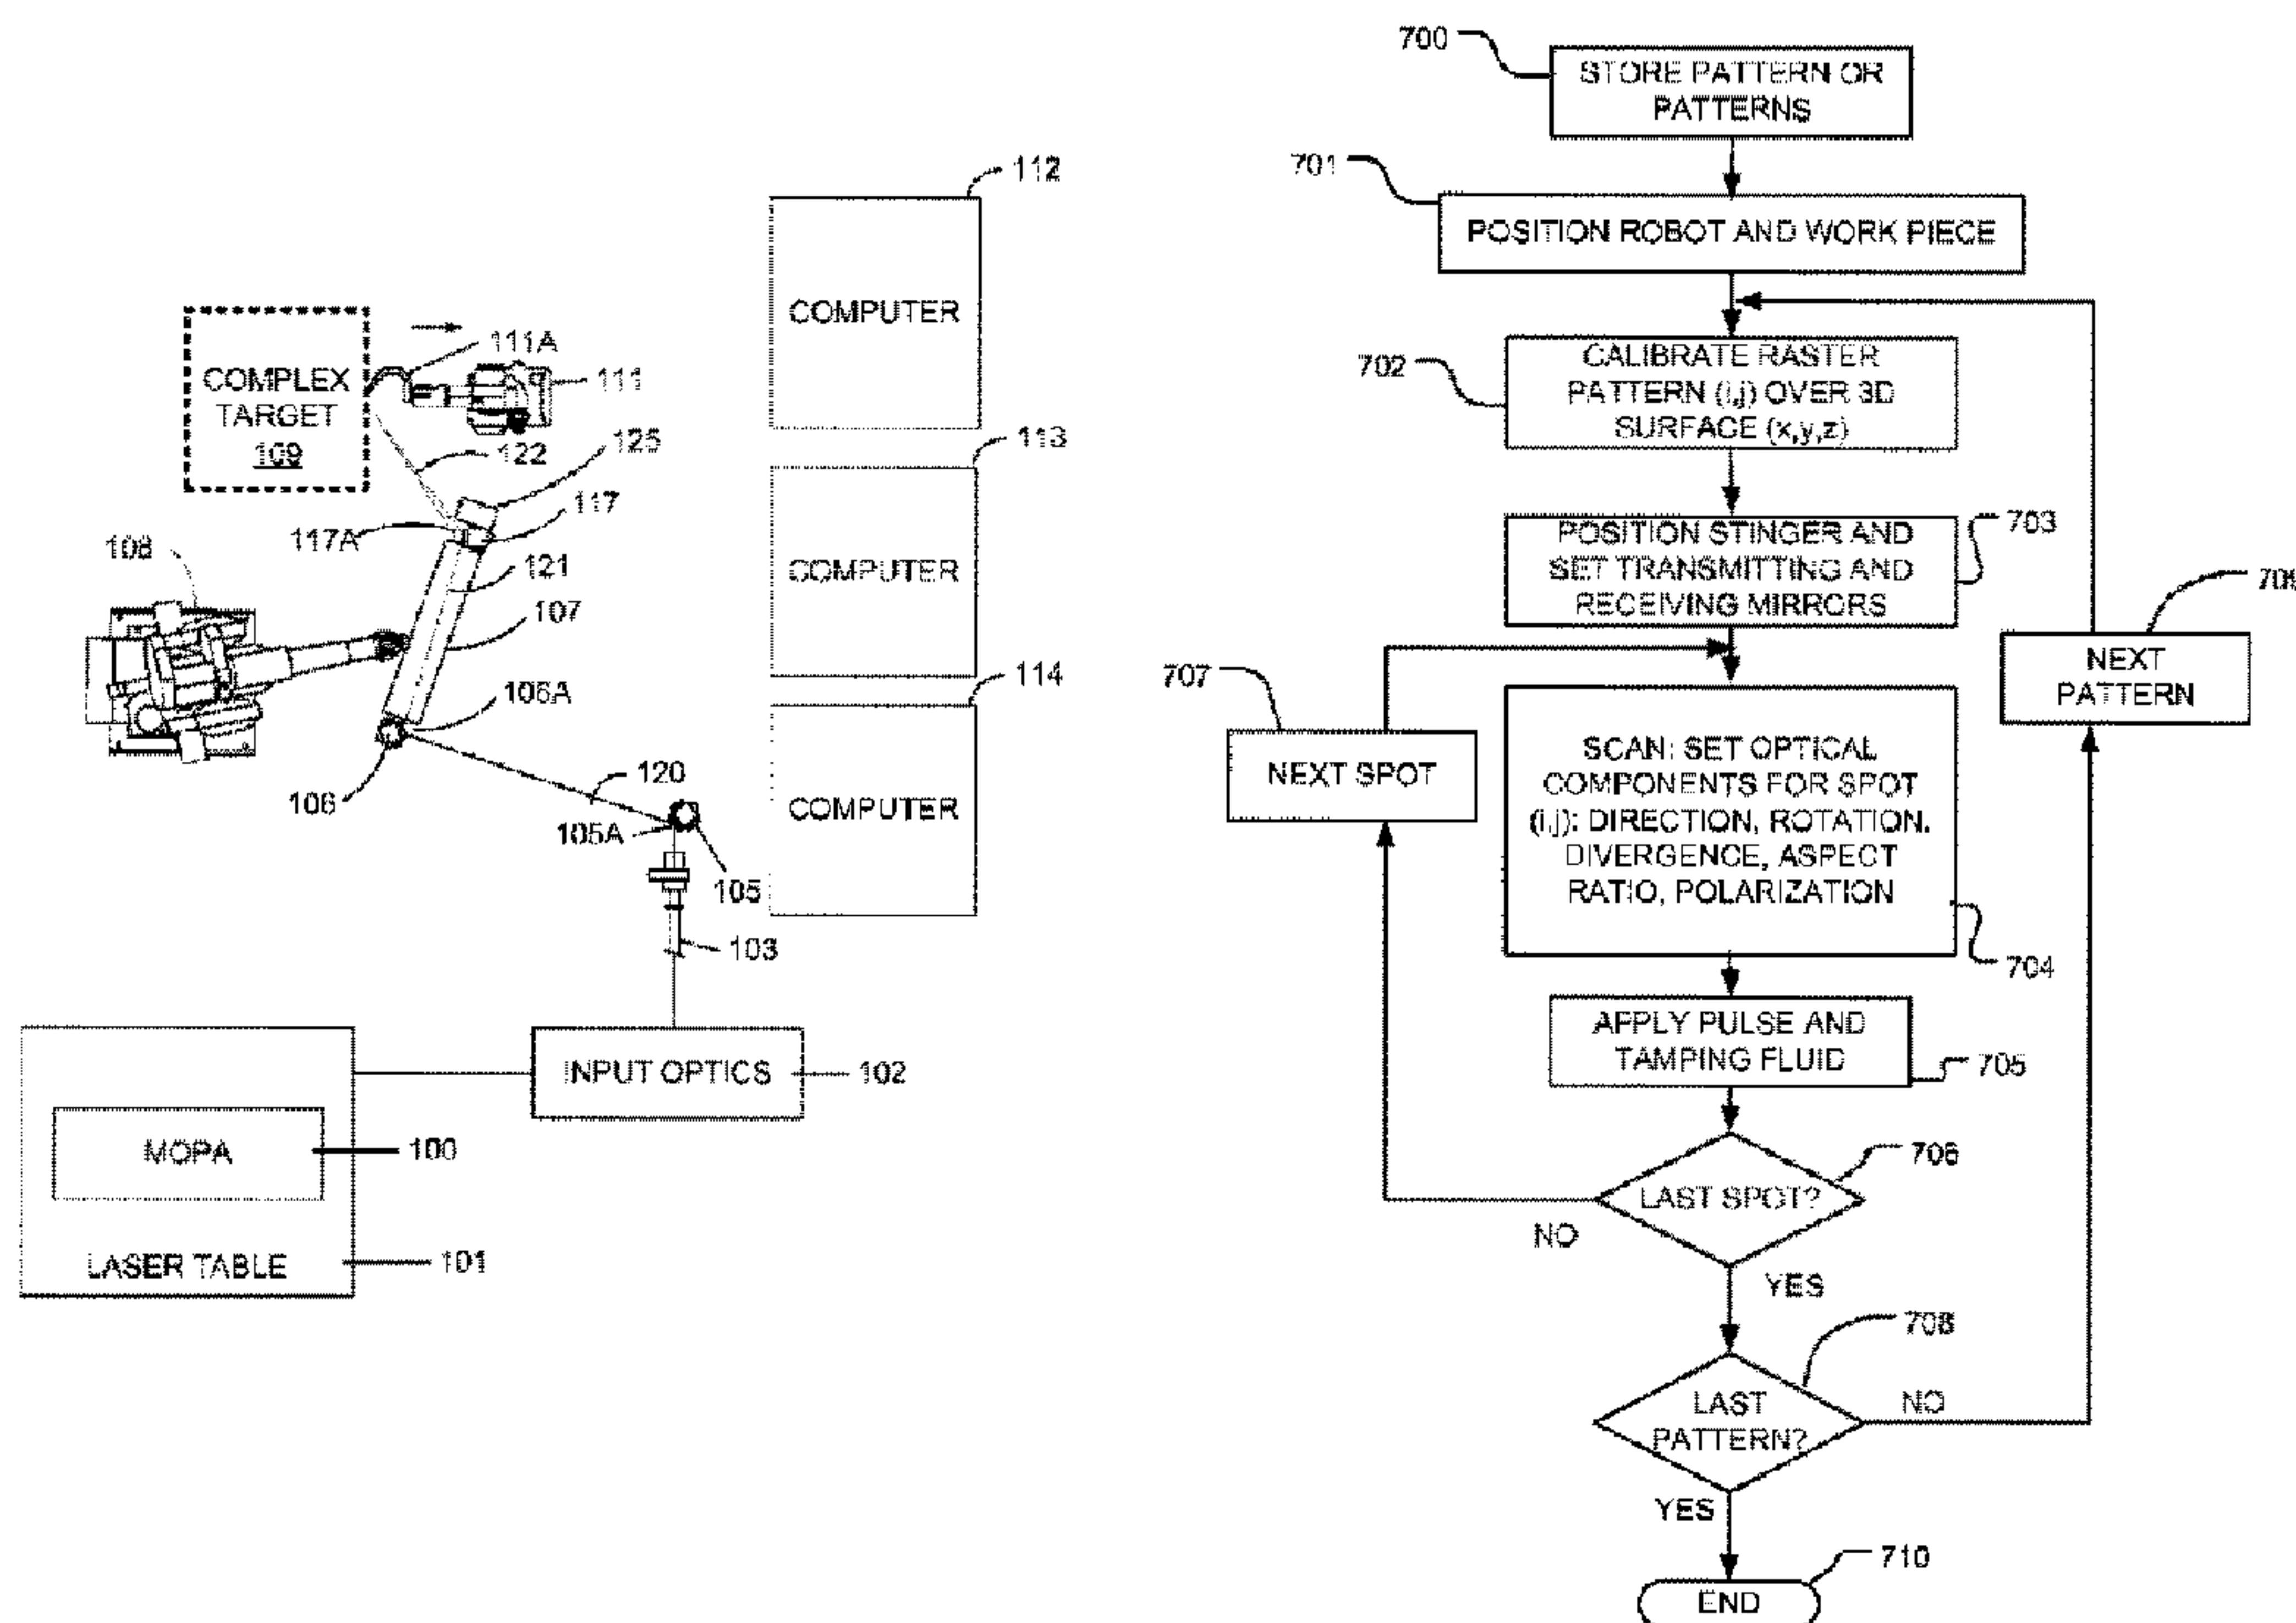 112
COMPUTER
111A
COMPLEX
TARGET
109
111
122
125
113
117
117A
108
121
COMPUTER
107
114
106A
120
106
COMPUTER
105A
105
103
INPUT OPTICS
102
MOPA
100
LASER TABLE
101
700
STORE PATTERN OR
PATTERNS
701
POSITION ROBOT AND WORK PIECE
702
CALIBRATE RASTER
PATTERN (i,j) OVER 3D
SURFACE (x,y,z)
703
POSITION STINGER AND
SET TRANSMITTING AND
RECEIVING MIRRORS
709
NEXT
PATTERN
707
NEXT SPOT
SCAN: SET OPTICAL
COMPONENTS FOR SPOT
(i,j): DIRECTION, ROTATION,
DIVERGENCE, ASPECT
RATIO, POLARIZATION
704
APPLY PULSE AND
TAMPING FLUID
705
706
LAST SPOT?
NO
YES
708
LAST
PATTERN?
NO
YES
710
END